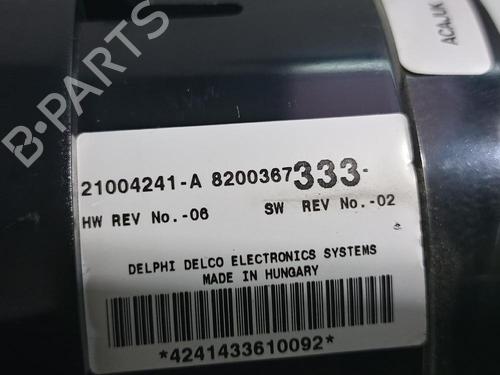 B-PARTS
ACAJUK
21004241-A 8200367333-
HW REV No.-06 SW REV No.-02
DELPHI DELCO ELECTRONICS SYSTEMS
MADE IN HUNGARY
*4241433610092*